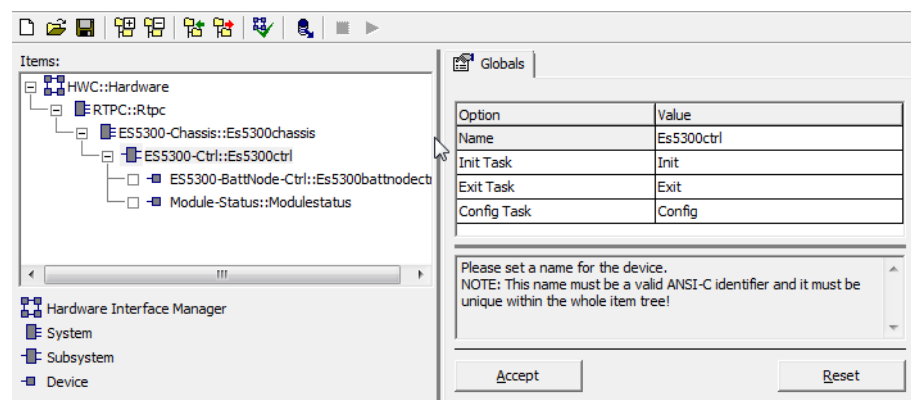 Items:
HWC::Hardware
RTPC::Rtpc
ES5300-Chassis::Es5300chassis
ES5300-Ctrl::Es5300ctrl
ES5300-BattNode-Ctrl::Es5300battnodectr
Module-Status::Modulestatus
Hardware Interface Manager
System
Subsystem
Device
Globals
Option Value
Name Es5300ctrl
Init Task Init
Exit Task Exit
Config Task Config
Please set a name for the device.
NOTE: This name must be a valid ANSI-C identifier and it must be
unique within the whole item tree!
Accept Reset